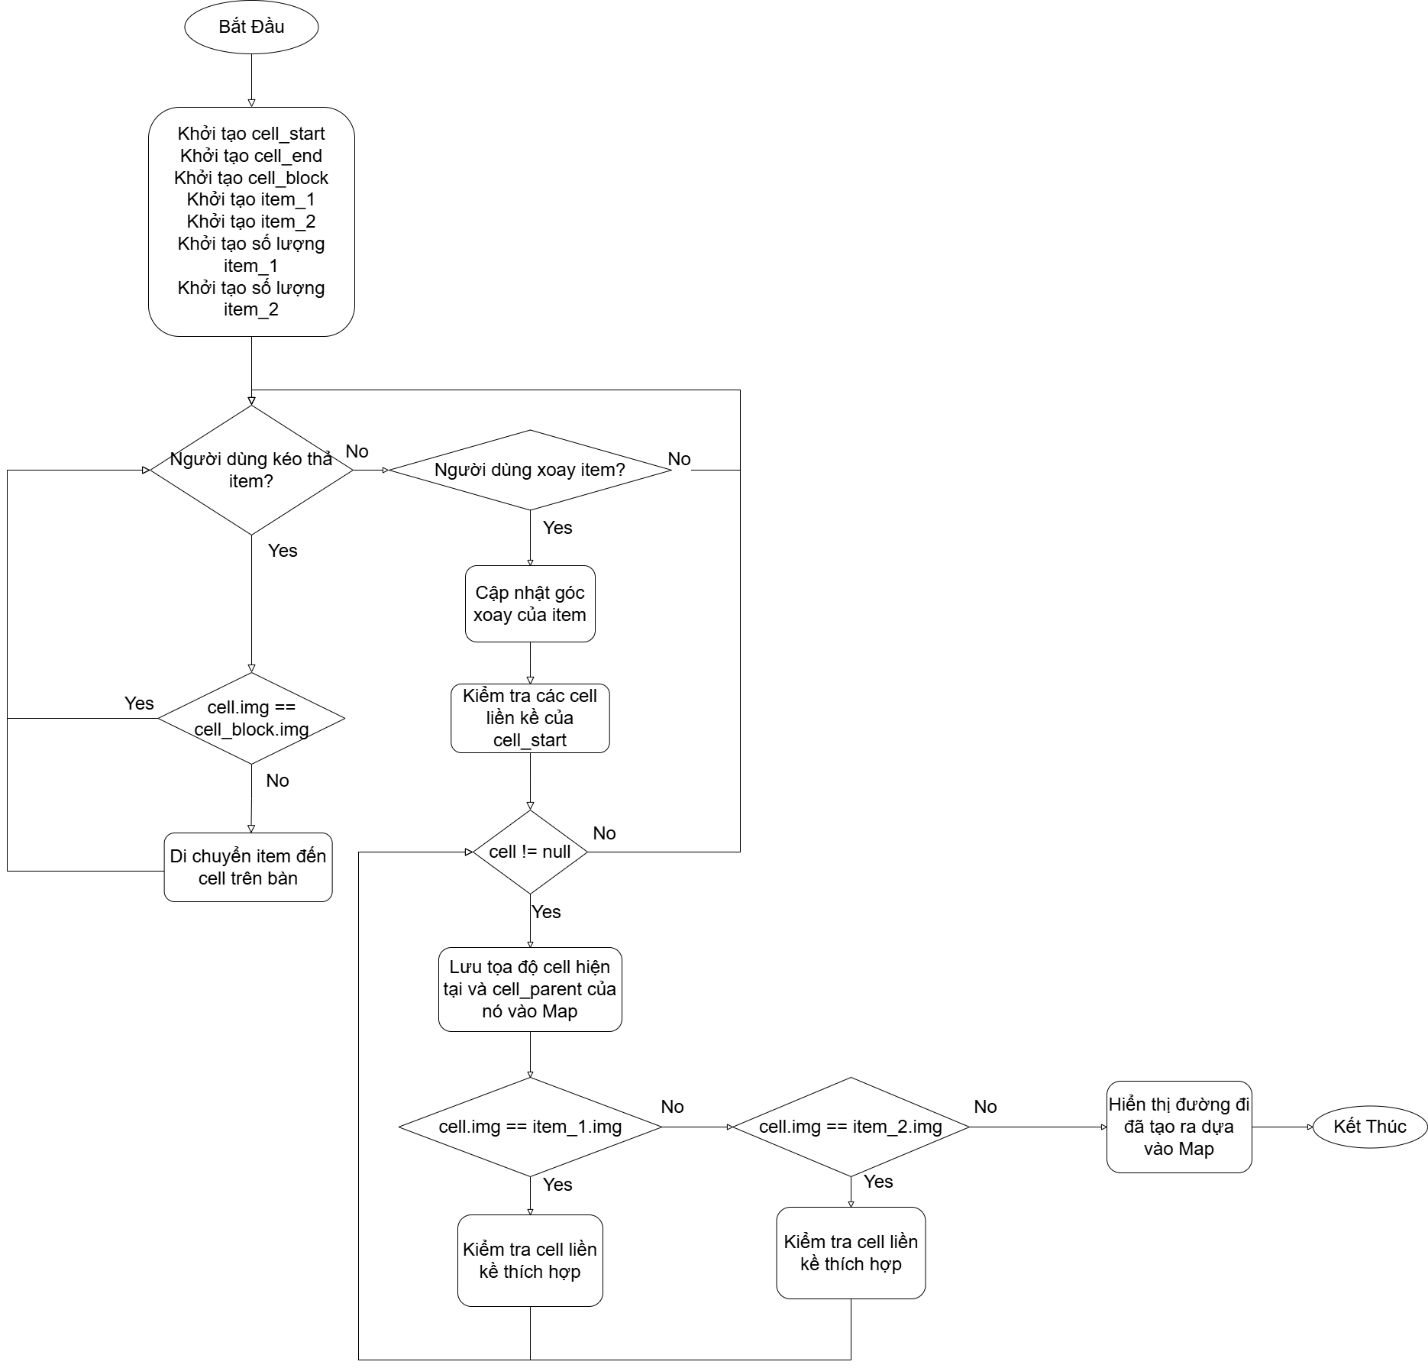 Bắt Đầu
Khởi tạo cell_start
Khởi tạo cell_end
Khởi tạo cell_block
Khởi tạo item_1
Khởi tạo item_2
Khởi tạo số lượng
item_1
Khởi tạo số lượng
item_2
Người dùng kéo thả
item?
No
Người dùng xoay item?
No
Yes
Yes
Cập nhật góc
xoay của item
Kiểm tra các cell
liền kề của
cell_start
Yes
cell.img ==
cell_block.img
No
Di chuyển item đến
cell trên bàn
cell != null
No
Yes
Lưu tọa độ cell hiện
tại và cell_parent của
nó vào Map
cell.img == item_1.img
No
cell.img == item_2.img
No
Hiển thị đường đi
đã tạo ra dựa
vào Map
Kết Thúc
Yes
Yes
Kiểm tra cell liền
kề thích hợp
Kiểm tra cell liền
kề thích hợp